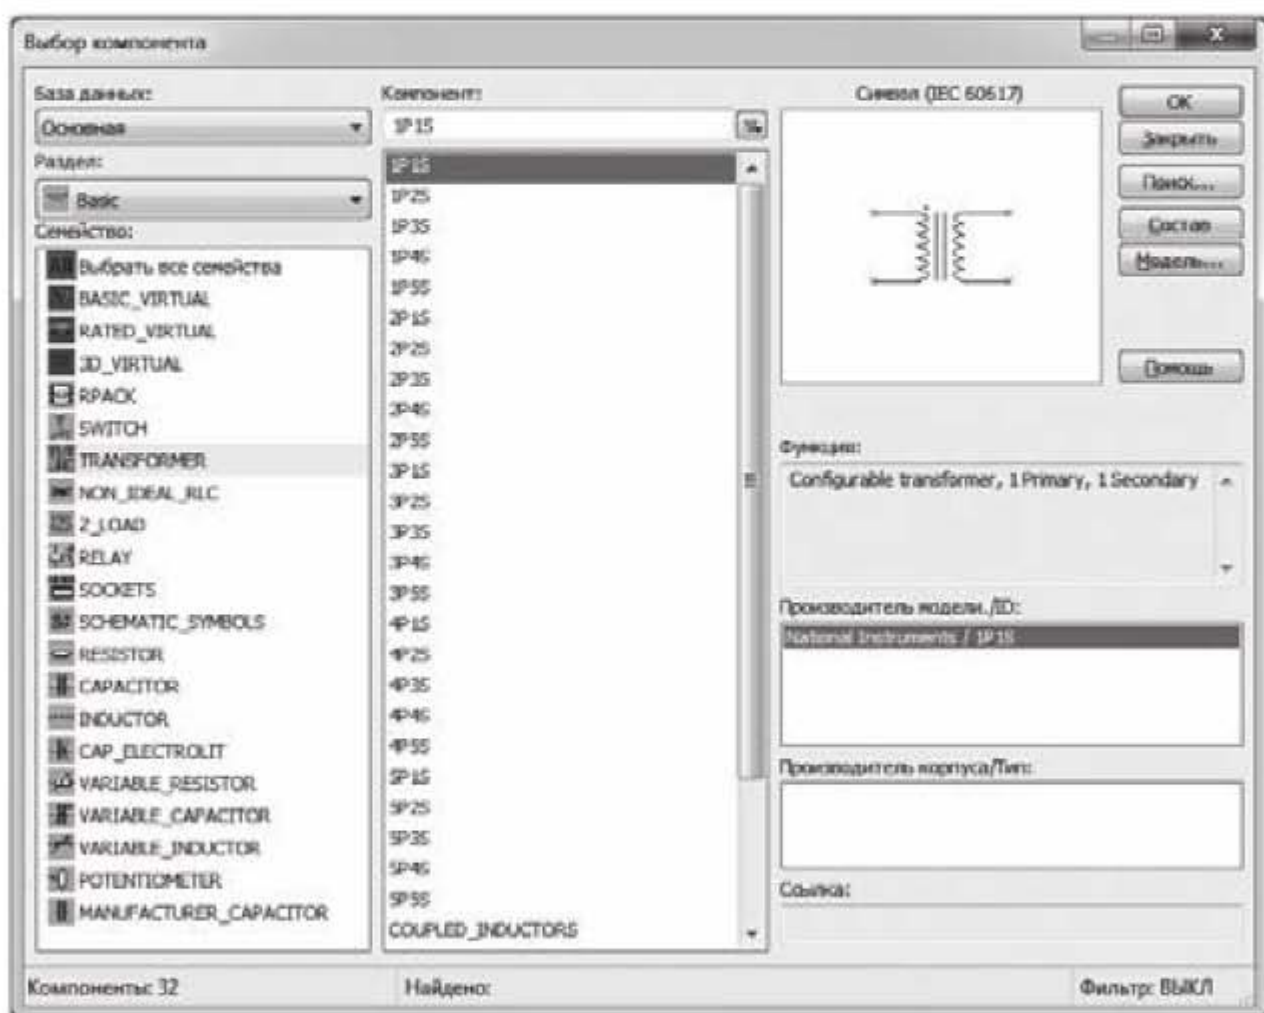 Выбор компонента
База данных:
Основная
Раздел:
Basic
Семейство:
Выбрать все семейства
BASIC_VIRTUAL
RATED_VIRTUAL
3D_VIRTUAL
RPACK
SWITCH
TRANSFORMER
NON_IDEAL_RLC
Z_LOAD
RELAY
SOCKETS
SCHEMATIC_SYMBOLS
RESISTOR
CAPACITOR
INDUCTOR
CAP_ELECTROLIT
VARIABLE_RESISTOR
VARIABLE_CAPACITOR
VARIABLE_INDUCTOR
POTENTIOMETER
MANUFACTURER_CAPACITOR
Компонент:
1P1S
1P1S
1P2S
1P3S
1P4S
1P5S
2P1S
2P2S
2P3S
2P4S
2P5S
3P1S
3P2S
3P3S
3P4S
3P5S
4P1S
4P2S
4P3S
4P4S
4P5S
5P1S
5P2S
5P3S
5P4S
5P5S
COUPLED_INDUCTORS
Символ (IEC 60617)
OK
Закрыть
Поиск...
Состав
Модель...
Помощь
Функция:
Configurable transformer, 1 Primary, 1 Secondary
Производитель модели./ID:
National Instruments / 1P1S
Производитель корпуса/Тип:
Ссылка:
Компоненты: 32
Найдено:
Фильтр: ВЫКЛ